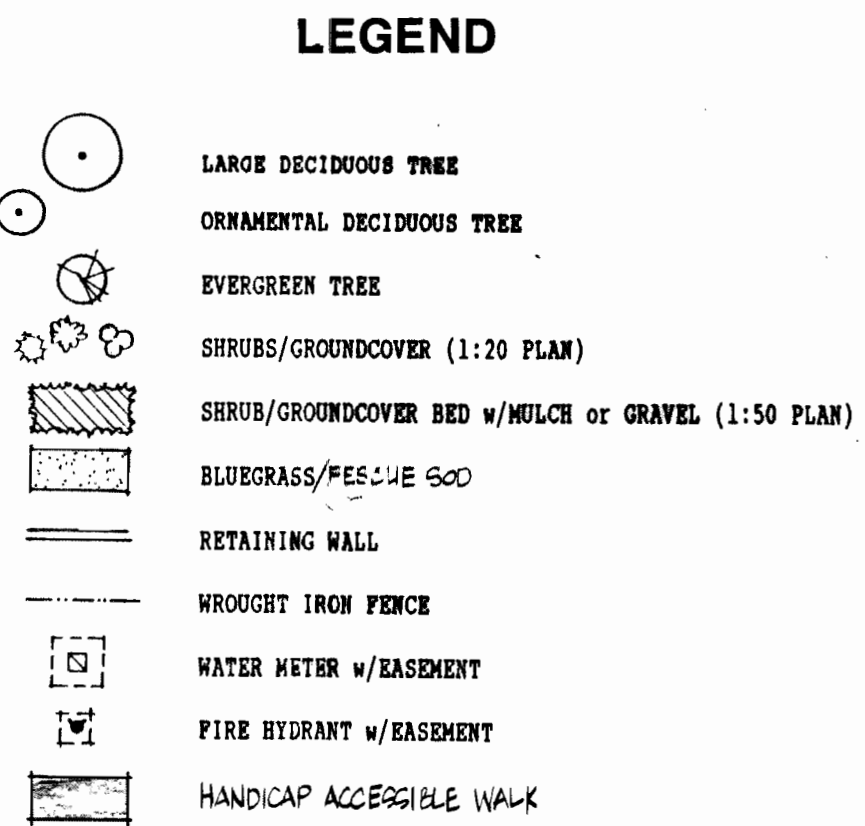 LEGEND
LARGE DECIDUOUS TREE
ORNAMENTAL DECIDUOUS TREE
EVERGREEN TREE
SHRUBS/GROUNDCOVER (1:20 PLAN)
SHRUB/GROUNDCOVER BED w/MULCH or GRAVEL (1:50 PLAN)
BLUEGRASS/FESCUE SOD
RETAINING WALL
WROUGHT IRON FENCE
WATER METER w/EASEMENT
FIRE HYDRANT w/EASEMENT
HANDICAP ACCESSIBLE WALK